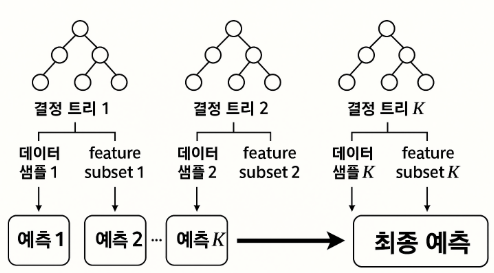 결정 트리 1 결정 트리 2 결정 트리 K
데이터 샘플 1 feature subset 1 데이터 샘플 2 feature subset 2 데이터 샘플 K feature subset K
예측 1 예측 2 ... 예측 K 최종 예측